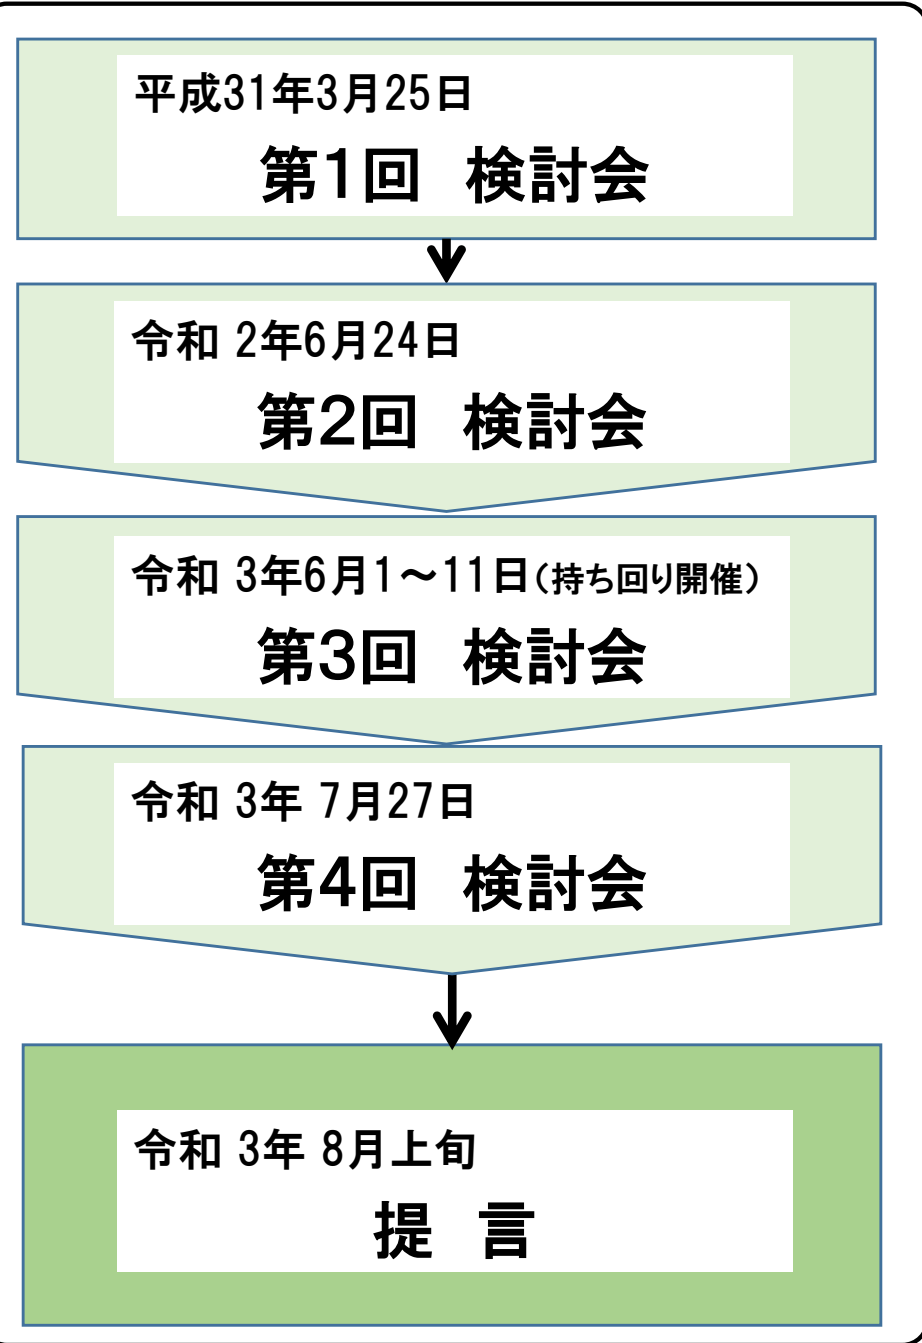 平成31年3月25日
第1回　検討会
令和 2年6月24日
第2回　検討会
令和 3年6月1～11日（持ち回り開催）
第3回　検討会
令和 3年 7月27日
第4回　検討会
令和 3年 8月上旬
提　言